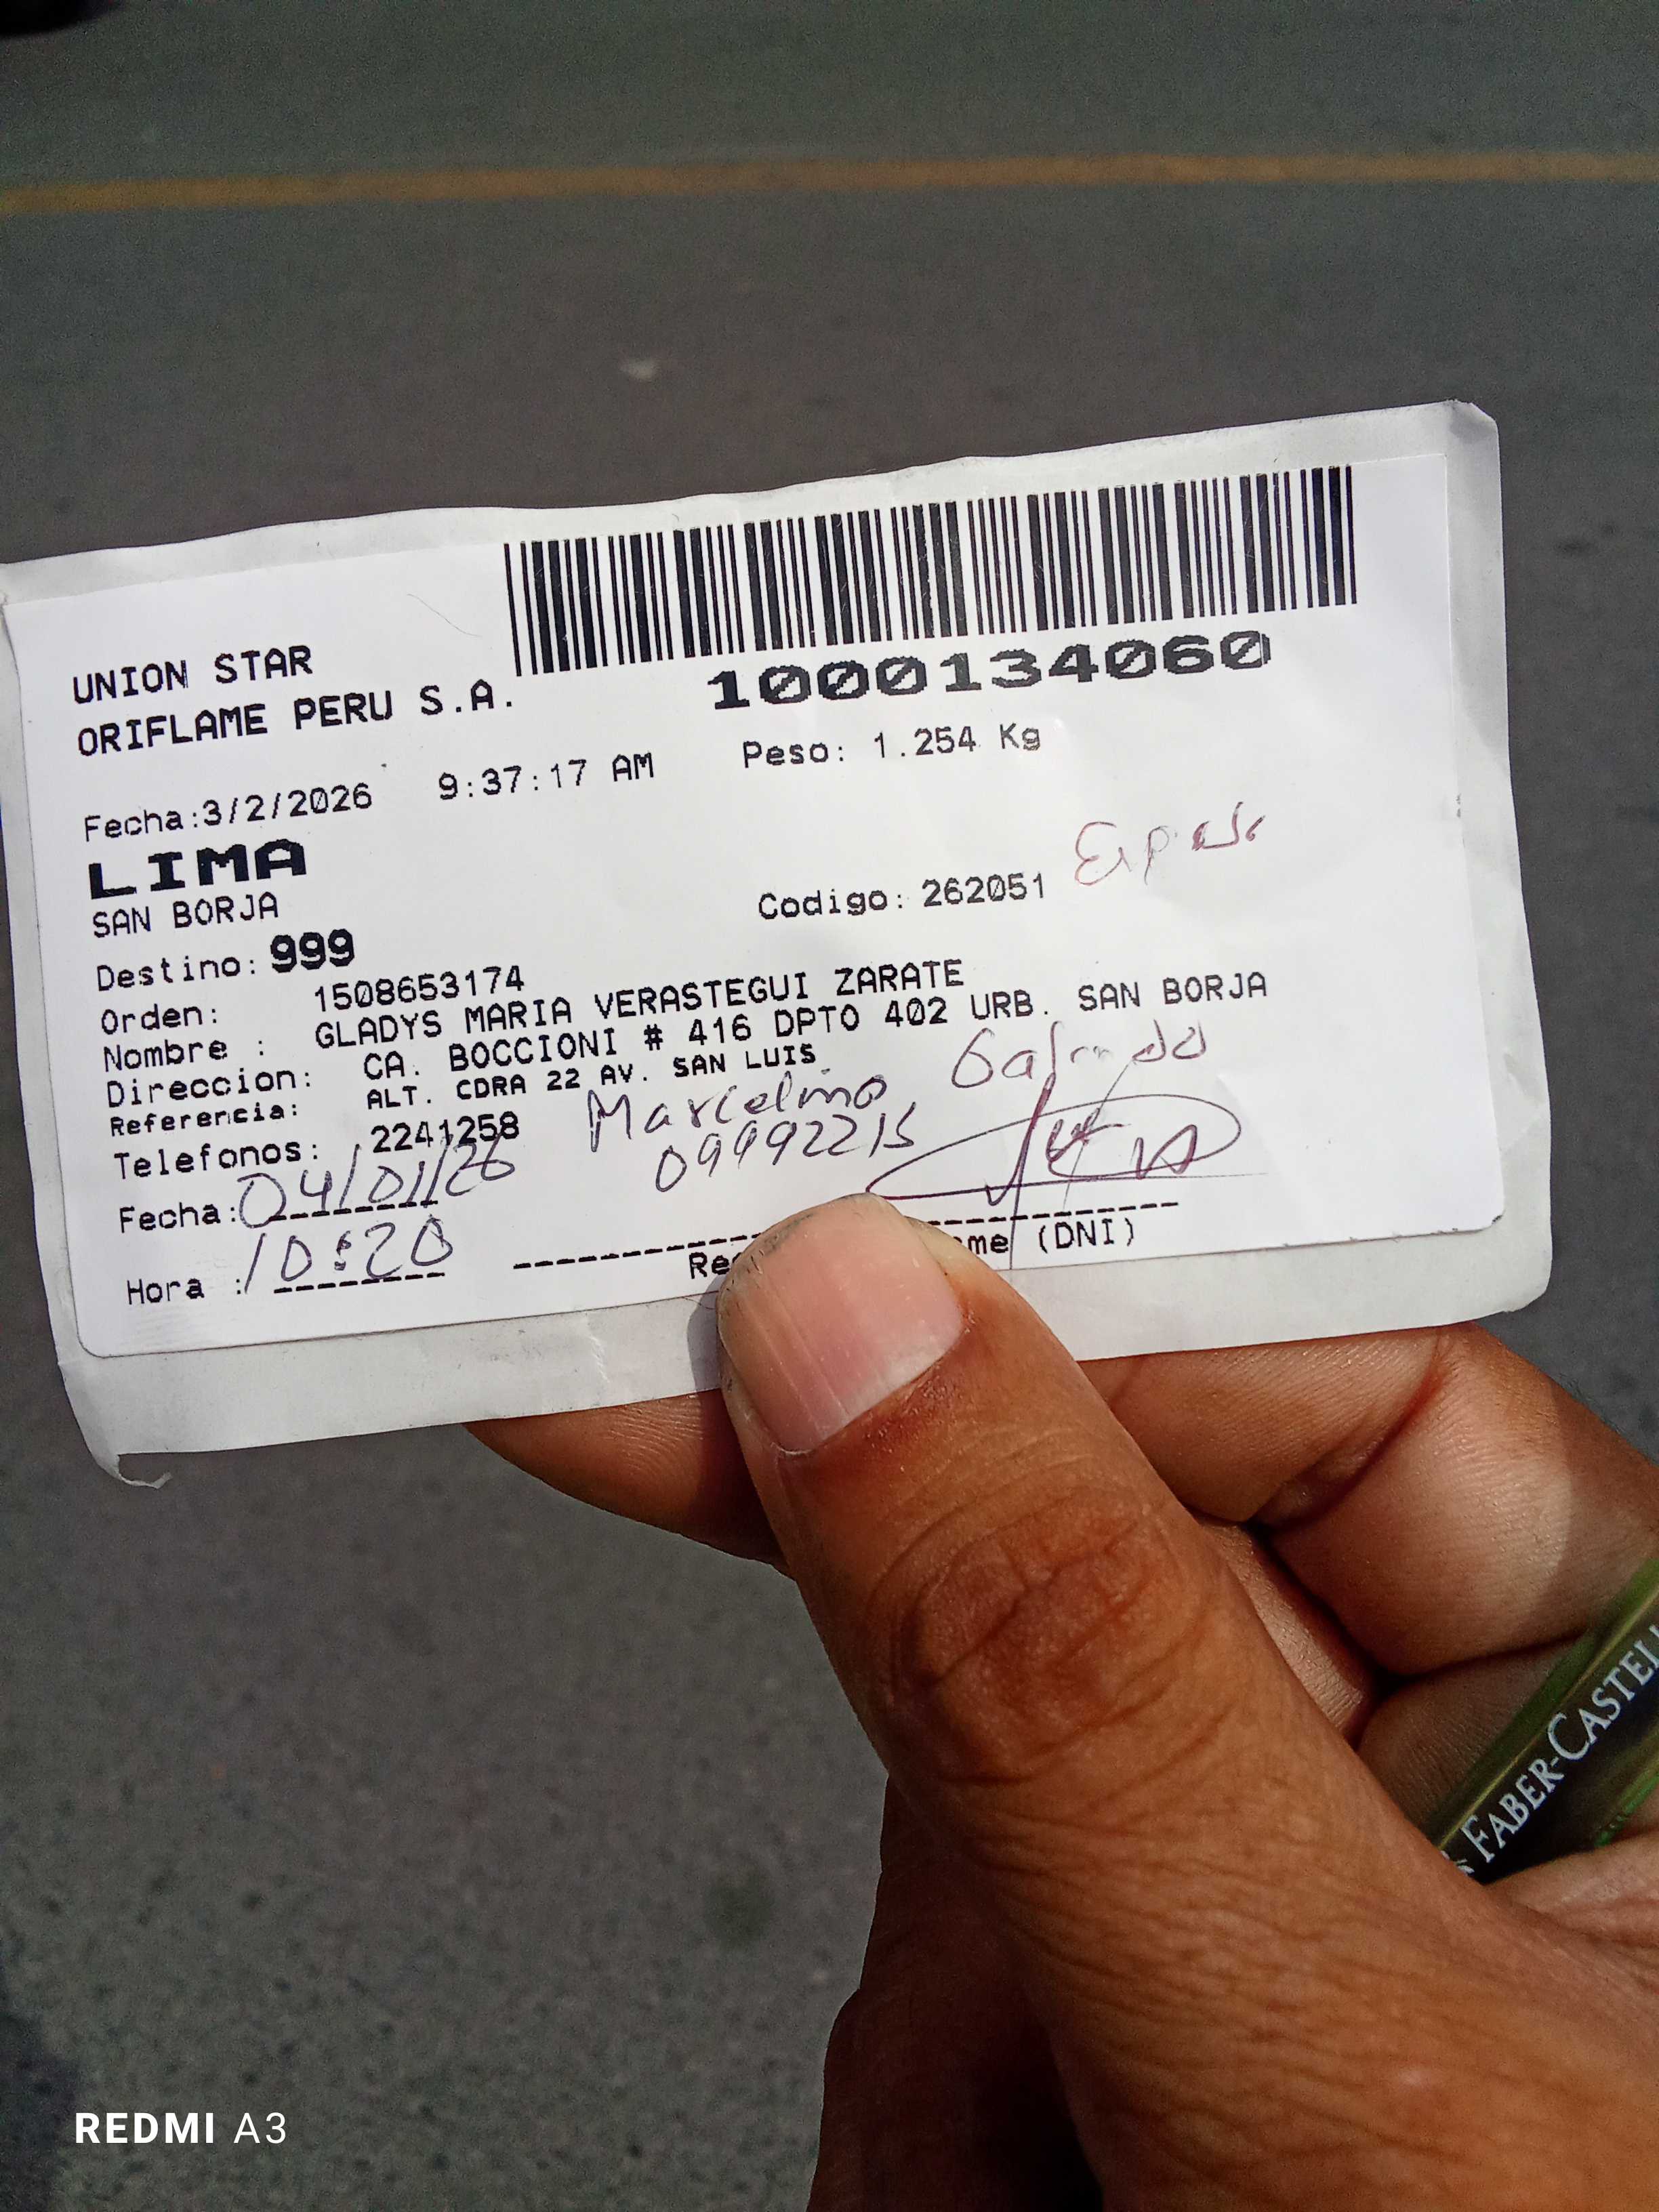 1000134060
UNION STAR
ORIFLAME PERU S.A.
Fecha:3/2/2026 9:37:17 AM Peso: 1.254 Kg
LIMA
SAN BORJA
Destino: 999 Codigo: 262051
Orden: 1508653174
Nombre : GLADYS MARIA VERASTEGUI ZARATE
Direccion: CA. BOCCIONI # 416 DPTO 402 URB. SAN BORJA
Referencia: ALT. CDRA 22 AV. SAN LUIS
Telefonos: 2241258 Marcelino
Fecha: 04/01/26 09992215
Hora : 10:20 (DNI)
FABER-CASTELL
REDMI A3